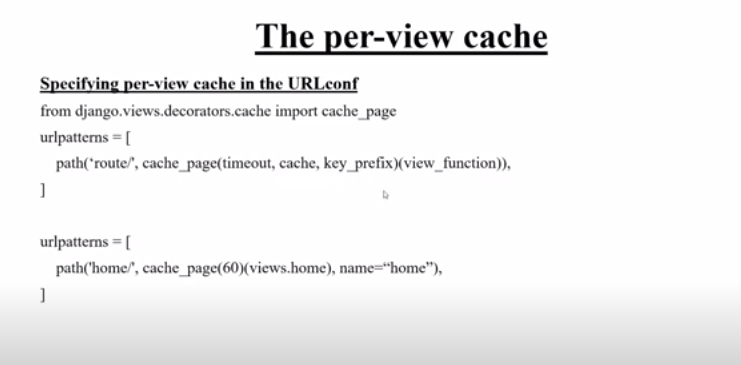 The per-view cache
Specifying per-view cache in the URLconf
from django.views.decorators.cache import cache_page
urlpatterns = [
path(‘route/’, cache_page(timeout, cache, key_prefix)(view_function)),
]
urlpatterns = [
path('home/', cache_page(60)(views.home), name=“home”),
]